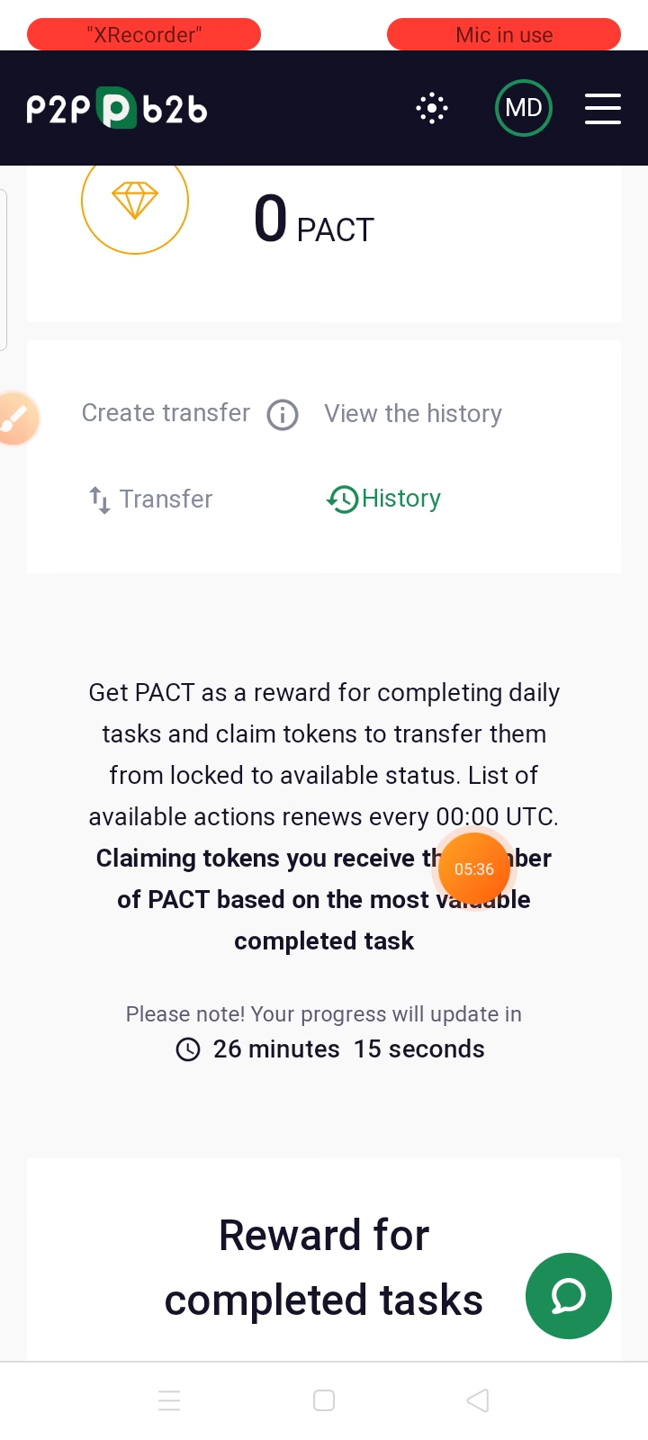 "XRecorder" Mic in use
P2P b2b MD
0 PACT
Create transfer View the history
Transfer History
Get PACT as a reward for completing daily
tasks and claim tokens to transfer them
from locked to available status. List of
available actions renews every 00:00 UTC.
Claiming tokens you receive
of PACT based on the most valuable
completed task
05:36
Please note! Your progress will update in
26 minutes 15 seconds
Reward for
completed tasks